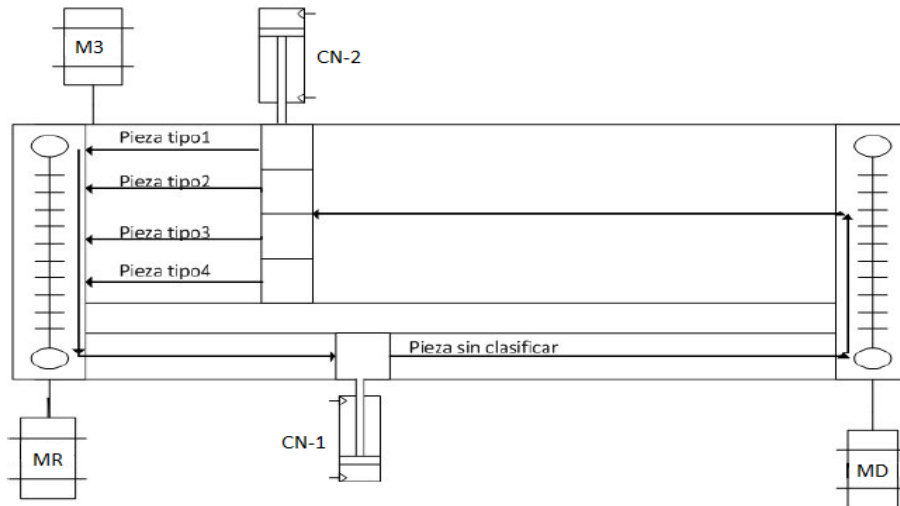 M3
CN-2
Pieza tipo1
Pieza tipo2
Pieza tipo3
Pieza tipo4
Pieza sin clasificar
CN-1
MR
MD